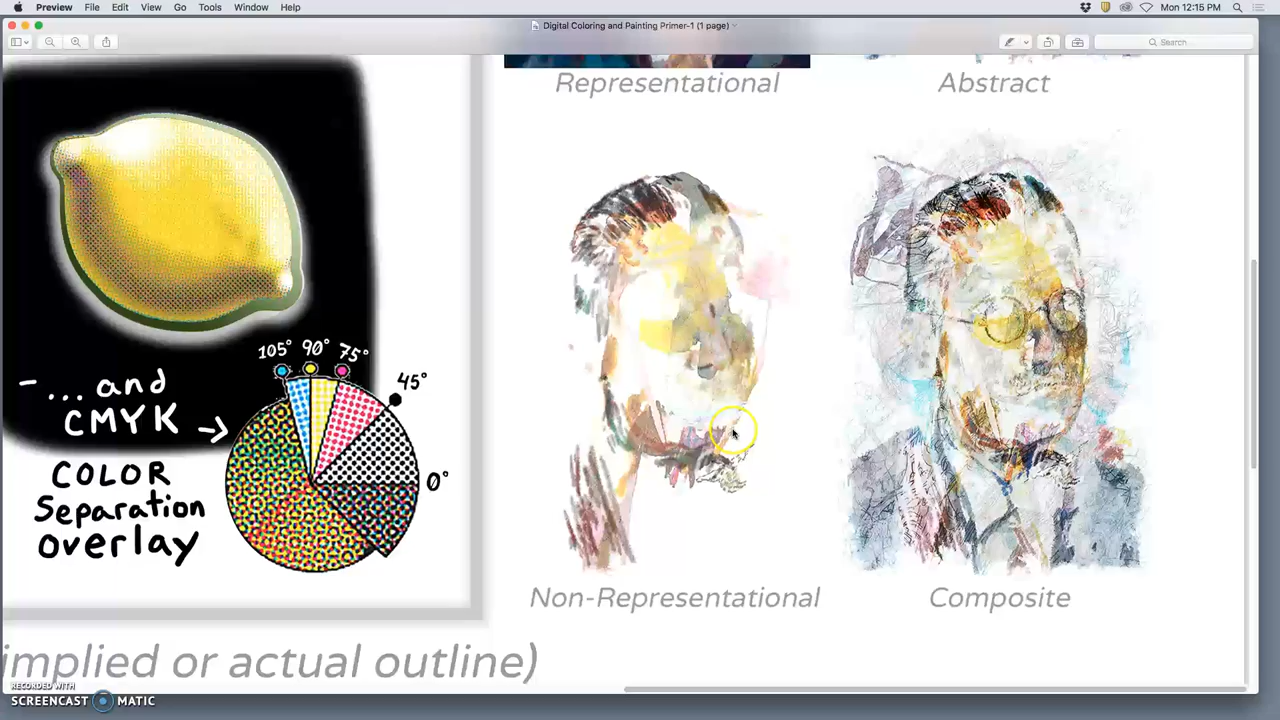 Preview File Edit View Go Tools Window Help
Mon 12:15 PM
Digital Coloring and Painting Primer-1 (1 page)
Search
Representational
Abstract
105° 90° 75°
45°
0°
- ...and
CMYK →
COLOR
Separation
overlay
Non-Representational
Composite
implied or actual outline)
RECORDED WITH
SCREENCAST MATIC